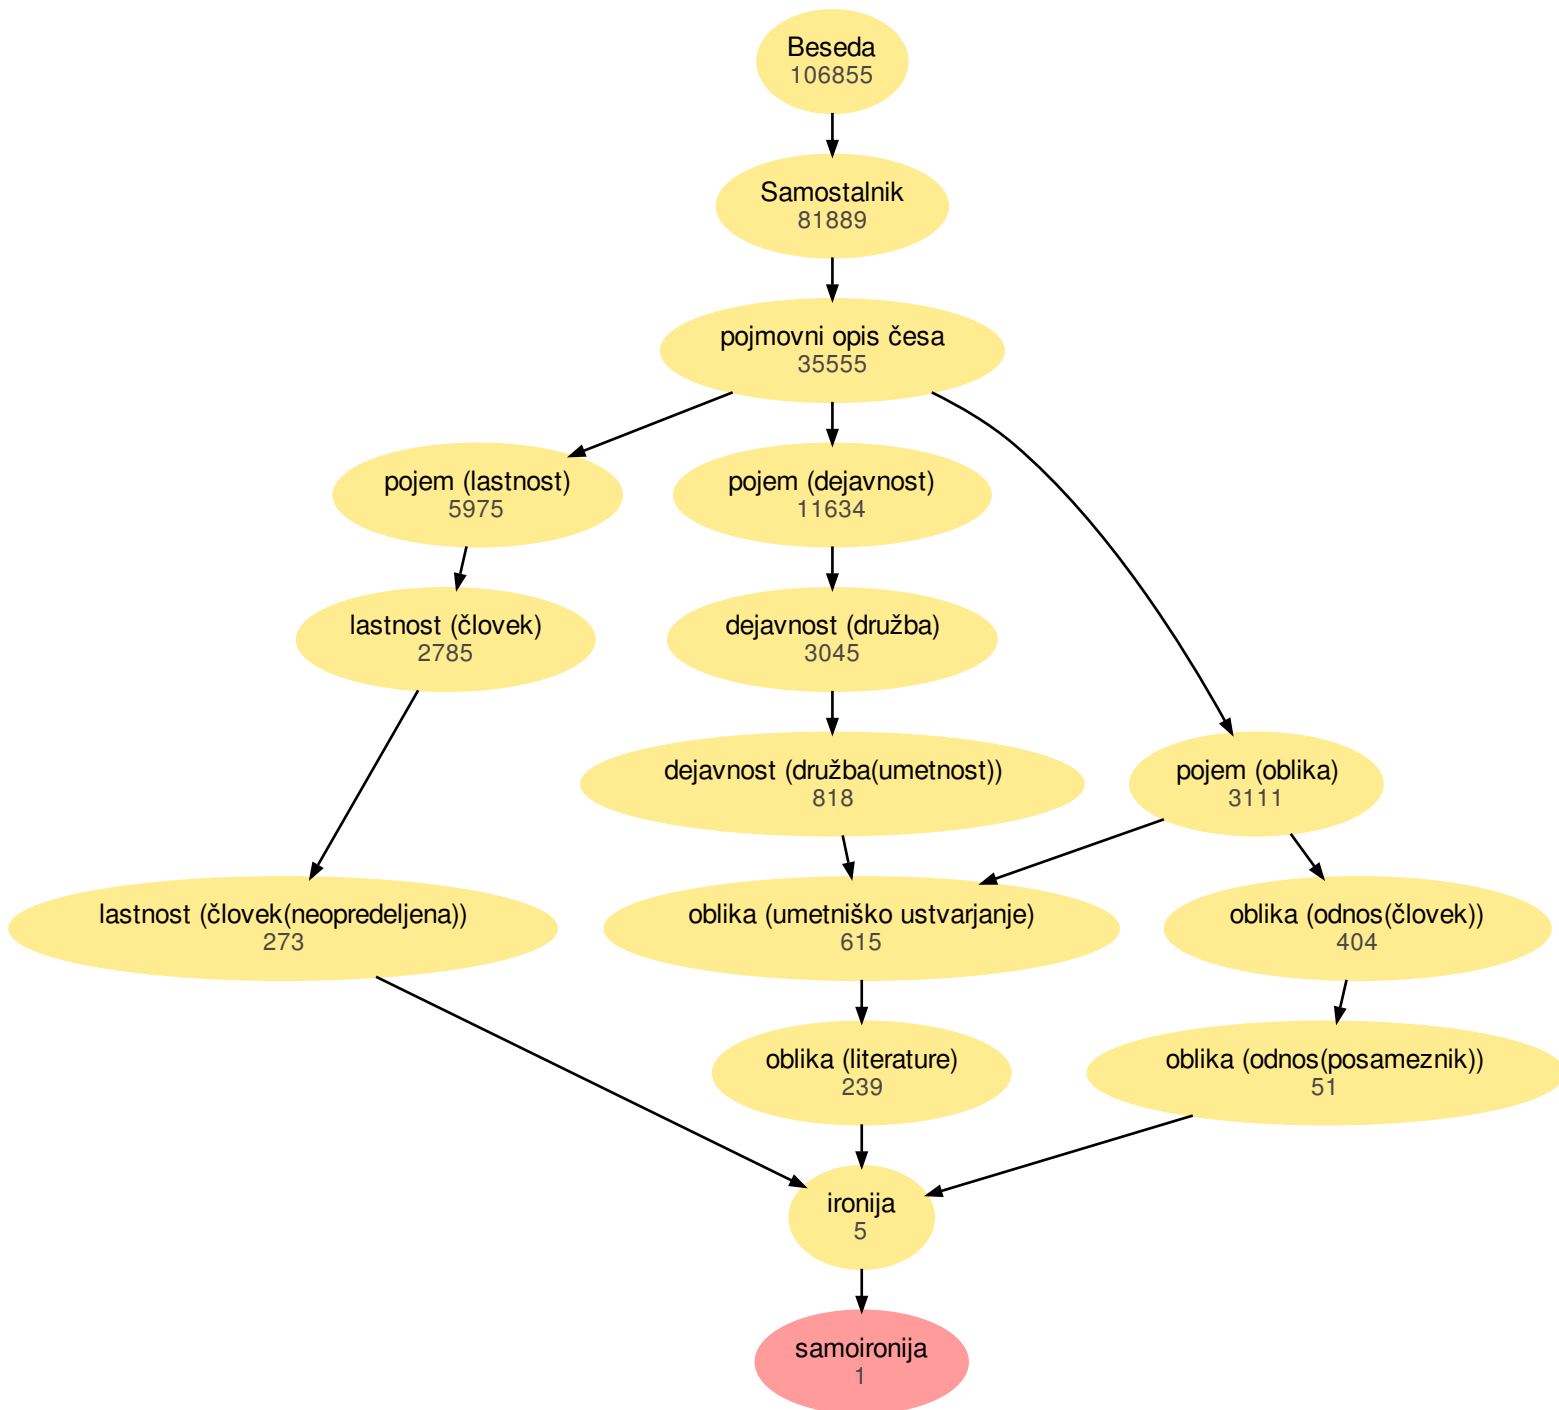 Beseda
106855
Samostalnik
81889
pojmovni opis česa
35555
pojem (lastnost)
5975
pojem (dejavnost)
11634
lastnost (človek)
2785
dejavnost (družba)
3045
dejavnost (družba(umetnost))
818
pojem (oblika)
3111
lastnost (človek(neopredeljena))
273
oblika (umetniško ustvarjanje)
615
oblika (odnos(človek))
404
oblika (literature)
239
oblika (odnos(posameznik))
51
ironija
5
samoironija
1